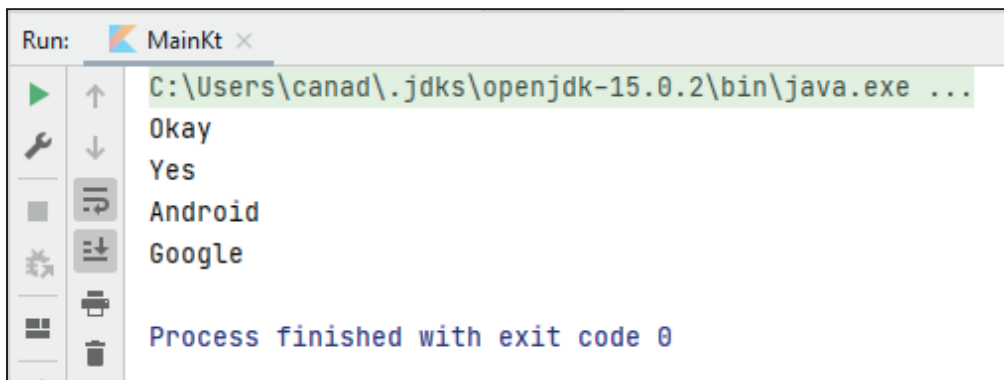 Run: MainKt ×
C:\Users\canad\.jdks\openjdk-15.0.2\bin\java.exe ...
Okay
Yes
Android
Google
Process finished with exit code 0